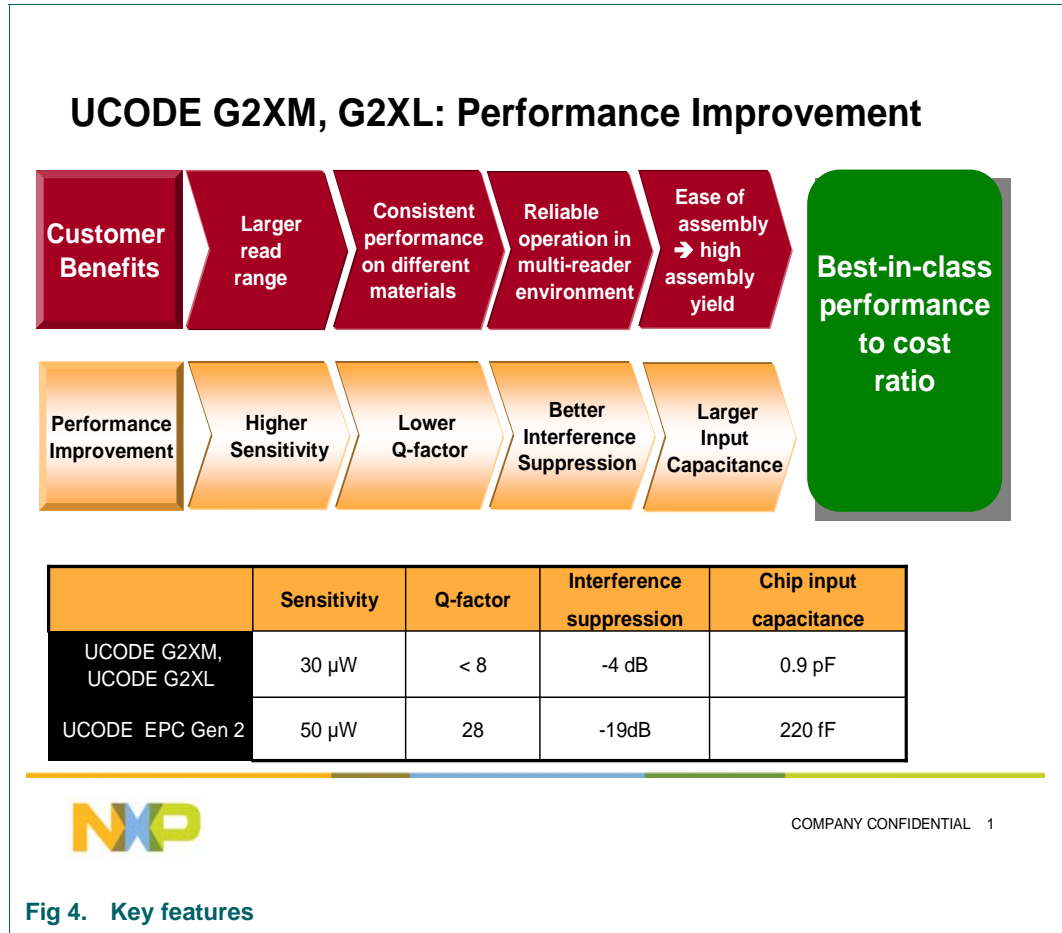 UCODE G2XM, G2XL: Performance Improvement
Customer
Benefits
Larger
read
range
Consistent
performance
on different
materials
Reliable
operation in
multi-reader
environment
Ease of
assembly
➔ high
assembly
yield
Best-in-class
performance
to cost
ratio
Performance
Improvement
Higher
Sensitivity
Lower
Q-factor
Better
Interference
Suppression
Larger
Input
Capacitance
Sensitivity
Q-factor
Interference
suppression
Chip input
capacitance
UCODE G2XM,
UCODE G2XL
30 µW
< 8
-4 dB
0.9 pF
UCODE EPC Gen 2
50 µW
28
-19dB
220 fF
NXP
COMPANY CONFIDENTIAL 1
Fig 4. Key features